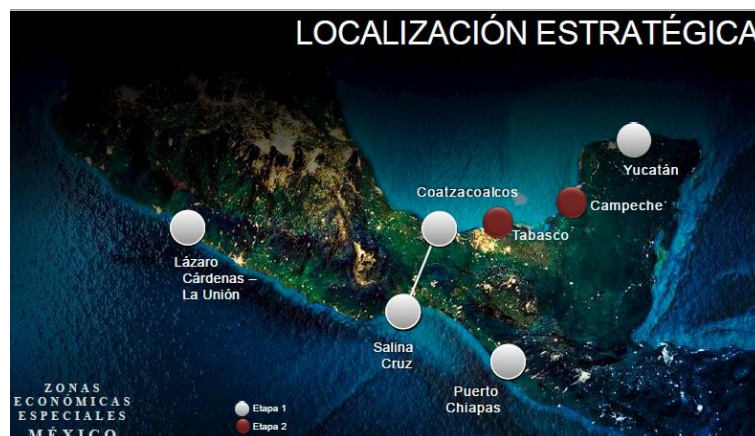 LOCALIZACIÓN ESTRATÉGICA
Yucatán
Coatzacoalcos
Campeche
Tabasco
Lázaro
Cárdenas –
La Unión
Salina
Cruz
Puerto
Chiapas
ZONAS
ECONÓMICAS
ESPECIALES
MÉXICO
Etapa 1
Etapa 2